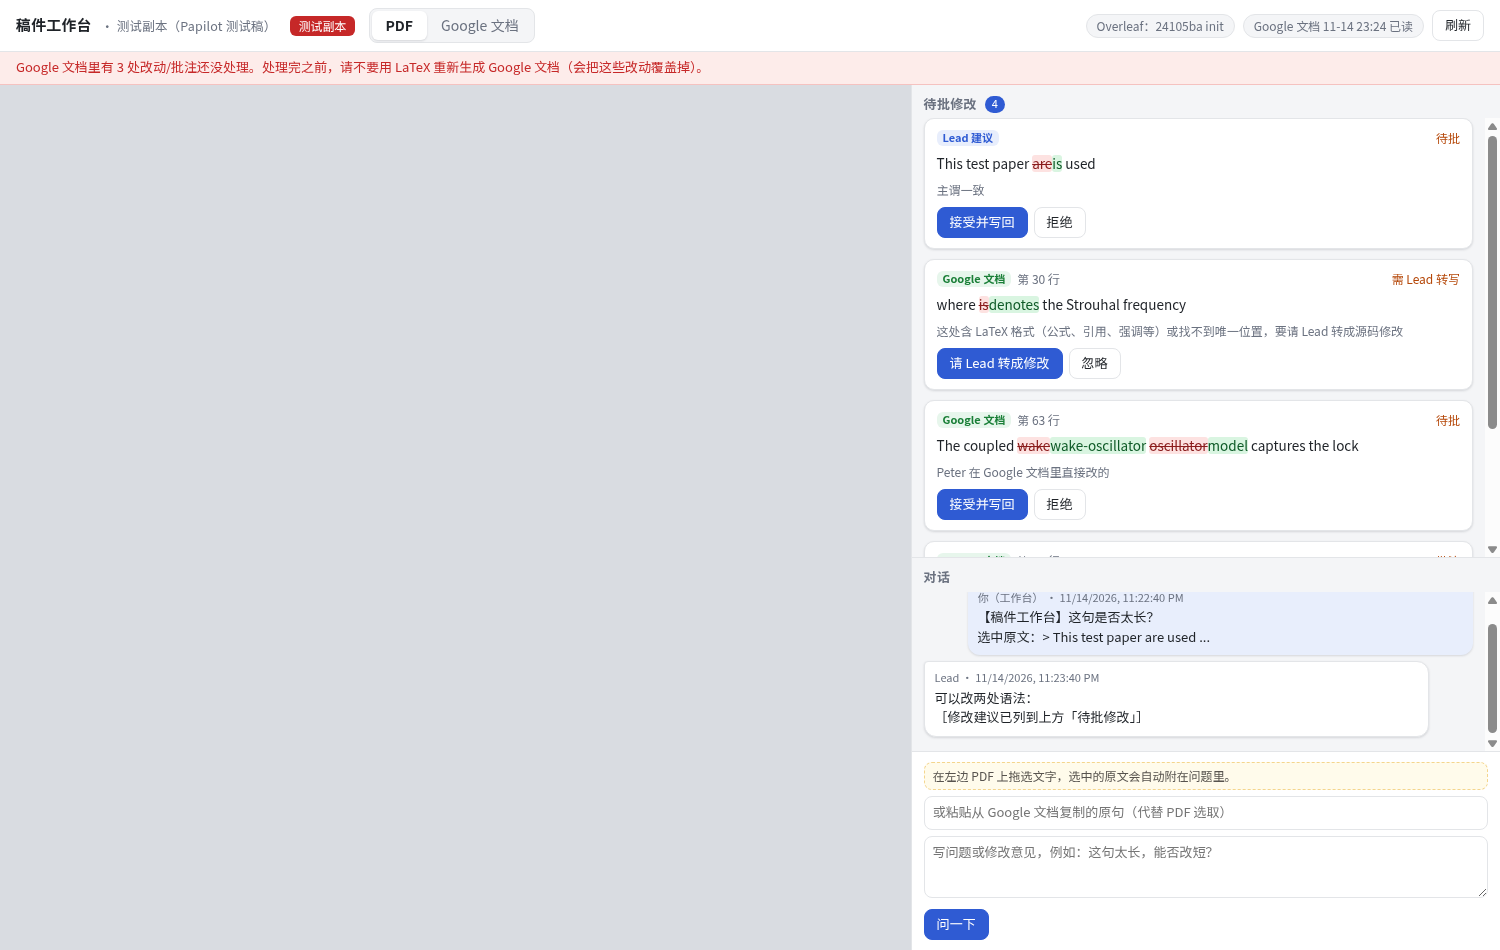 稿件工作台 · 测试副本（Papilot 测试稿） 测试副本 PDF Google 文档 Overleaf：24105ba init Google 文档 11-14 23:24 已读 刷新
Google 文档里有 3 处改动/批注还没处理。处理完之前，请不要用 LaTeX 重新生成 Google 文档（会把这些改动覆盖掉）。
待批修改 4
Lead 建议 待批
This test paper areis used
主谓一致
接受并写回 拒绝
Google 文档 第 30 行 需 Lead 转写
where isdenotes the Strouhal frequency
这处含 LaTeX 格式（公式、引用、强调等）或找不到唯一位置，要请 Lead 转成源码修改
请 Lead 转成修改 忽略
Google 文档 第 63 行 待批
The coupled wakewake-oscillator oscillatormodel captures the lock
Peter 在 Google 文档里直接改的
接受并写回 拒绝
对话
你（工作台） · 11/14/2026, 11:22:40 PM
【稿件工作台】这句是否太长？
选中原文：> This test paper are used ...
Lead · 11/14/2026, 11:23:40 PM
可以改两处语法：
［修改建议已列到上方「待批修改」］
在左边 PDF 上拖选文字，选中的原文会自动附在问题里。
或粘贴从 Google 文档复制的原句（代替 PDF 选取）
写问题或修改意见，例如：这句太长，能否改短？
问一下